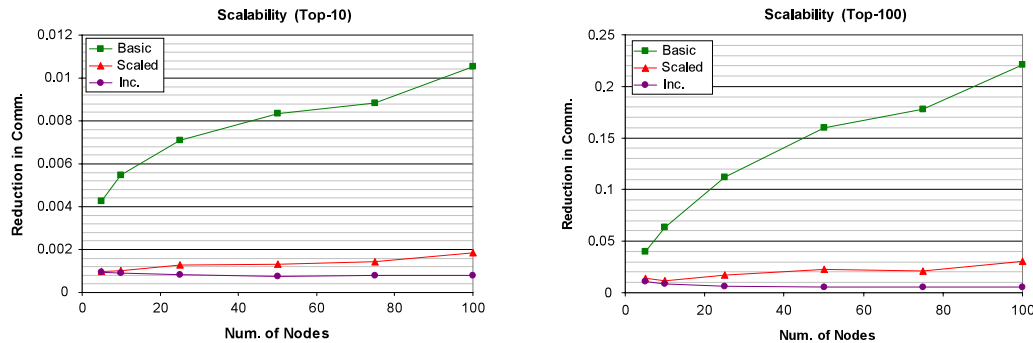 Scalability (Top-10)
0.012
0.01
0.008
0.006
0.004
0.002
0
Reduction in Comm.
Basic
Scaled
Inc.
0 20 40 60 80 100
Num. of Nodes
Scalability (Top-100)
0.25
0.2
0.15
0.1
0.05
0
Reduction in Comm.
Basic
Scaled
Inc.
0 20 40 60 80 100
Num. of Nodes